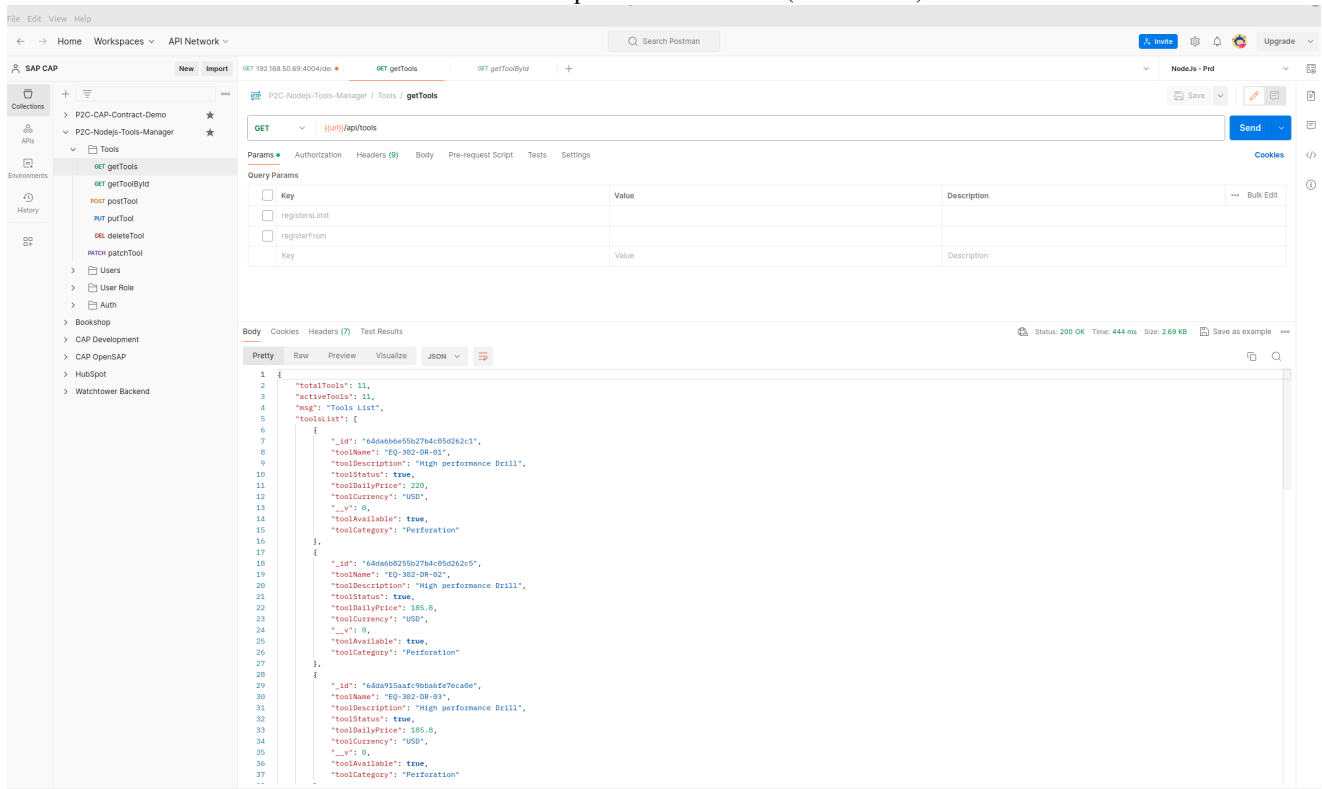 File Edit View Help
Home Workspaces API Network Search Postman Invite Upgrade
SAP CAP New Import GET 192.168.50.69:4004/de GET getTools GET getToolById NodeJs - Prd
Collections
APIs
Environments
History
P2C-CAP-Contract-Demo
P2C-Nodejs-Tools-Manager
Tools
GET getTools
GET getToolById
POST postTool
PUT putTool
DEL deleteTool
PATCH patchTool
Users
User Role
Auth
Bookshop
CAP Development
CAP OpenSAP
HubSpot
Watchtower Backend
P2C-Nodejs-Tools-Manager / Tools / getTools Save
GET {{url}}/api/tools Send
Params Authorization Headers (9) Body Pre-request Script Tests Settings Cookies
Query Params
Key Value Description Bulk Edit
registersLimit
registerFrom
Key Value Description
Body Cookies Headers (7) Test Results Status: 200 OK Time: 444 ms Size: 2.69 KB Save as example
Pretty Raw Preview Visualize JSON
1 {
2 "totalTools": 11,
3 "activeTools": 11,
4 "msg": "Tools List",
5 "toolsList": [
6 {
7 "_id": "64da6b6e55b27b4c05d262c1",
8 "toolName": "EQ-302-DR-01",
9 "toolDescription": "High performance Drill",
10 "toolStatus": true,
11 "toolDailyPrice": 220,
12 "toolCurrency": "USD",
13 "__v": 0,
14 "toolAvailable": true,
15 "toolCategory": "Perforation"
16 },
17 {
18 "_id": "64da6b8255b27b4c05d262c5",
19 "toolName": "EQ-302-DR-02",
20 "toolDescription": "High performance Drill",
21 "toolStatus": true,
22 "toolDailyPrice": 185.8,
23 "toolCurrency": "USD",
24 "__v": 0,
25 "toolAvailable": true,
26 "toolCategory": "Perforation"
27 },
28 {
29 "_id": "64da915aafc9bba6fe7eca0e",
30 "toolName": "EQ-302-DR-03",
31 "toolDescription": "High performance Drill",
32 "toolStatus": true,
33 "toolDailyPrice": 185.8,
34 "toolCurrency": "USD",
35 "__v": 0,
36 "toolAvailable": true,
37 "toolCategory": "Perforation"